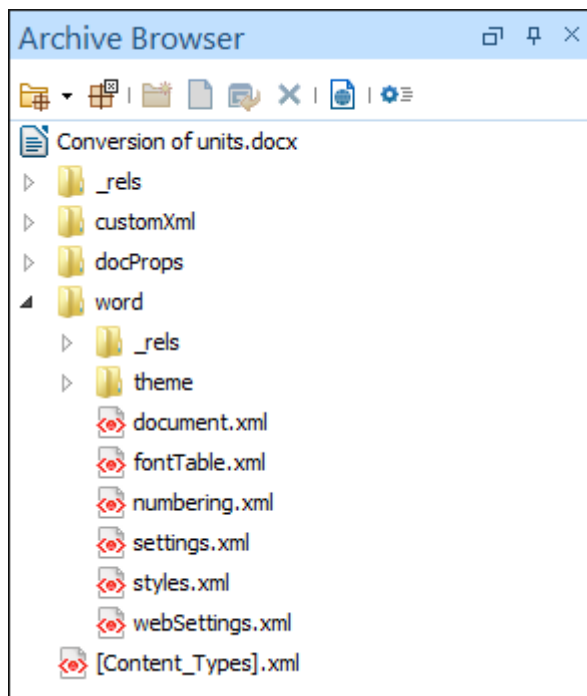 Archive Browser
Conversion of units.docx
_rels
customXml
docProps
word
_rels
theme
document.xml
fontTable.xml
numbering.xml
settings.xml
styles.xml
webSettings.xml
[Content_Types].xml